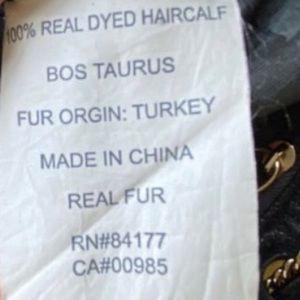 100% REAL DYED HAIRCALF
BOS TAURUS
FUR ORGIN: TURKEY
MADE IN CHINA
REAL FUR
RN#84177
CA#00985